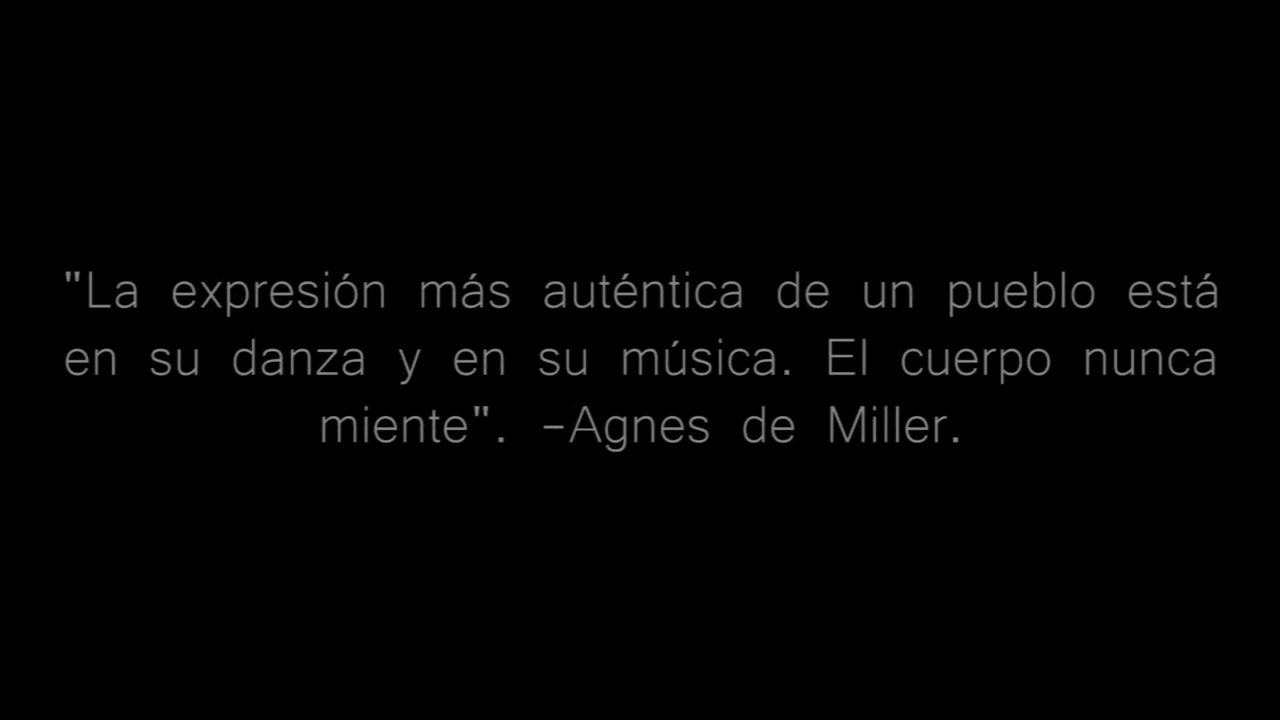 "La expresión más auténtica de un pueblo está
en su danza y en su música. El cuerpo nunca
miente". -Agnes de Miller.